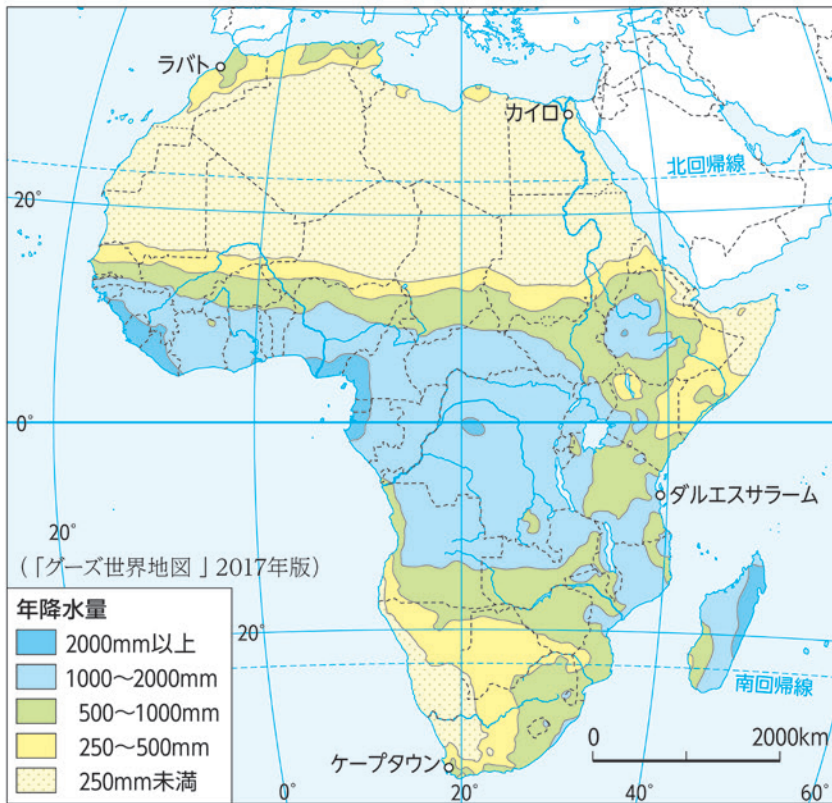 ラバト
カイロ
北回帰線
20°
0°
ダルエスサラーム
20°
(「グーズ世界地図」2017年版)
年降水量
2000mm以上
1000〜2000mm
500〜1000mm
250〜500mm
250mm未満
20°
南回帰線
0 2000km
ケープタウン
0° 20° 40° 60°